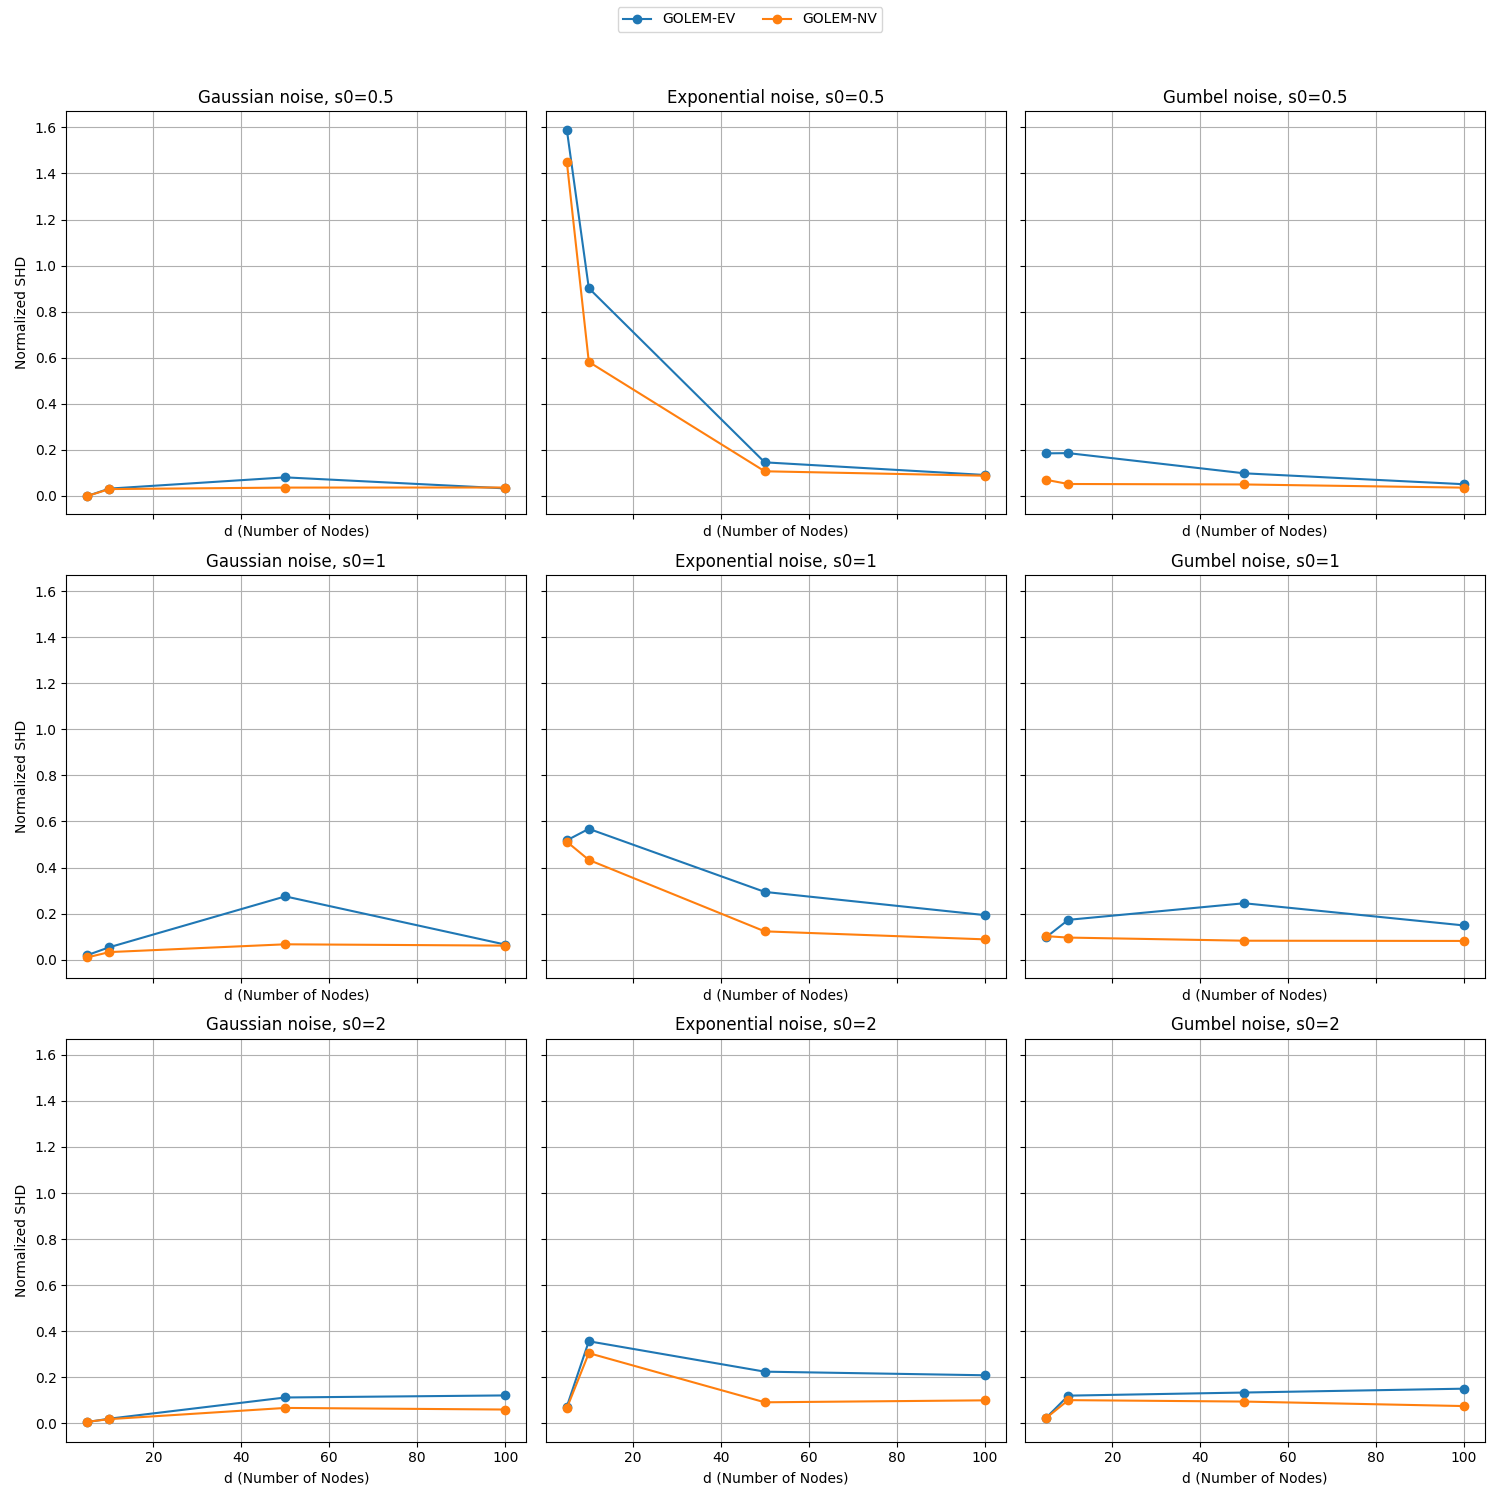 GOLEM-EV GOLEM-NV
Gaussian noise, s0=0.5
Exponential noise, s0=0.5
Gumbel noise, s0=0.5
1.6
1.4
1.2
1.0
0.8
0.6
0.4
0.2
0.0
Normalized SHD
d (Number of Nodes)
d (Number of Nodes)
d (Number of Nodes)
Gaussian noise, s0=1
Exponential noise, s0=1
Gumbel noise, s0=1
1.6
1.4
1.2
1.0
0.8
0.6
0.4
0.2
0.0
Normalized SHD
d (Number of Nodes)
d (Number of Nodes)
d (Number of Nodes)
Gaussian noise, s0=2
Exponential noise, s0=2
Gumbel noise, s0=2
1.6
1.4
1.2
1.0
0.8
0.6
0.4
0.2
0.0
Normalized SHD
20 40 60 80 100
20 40 60 80 100
20 40 60 80 100
d (Number of Nodes)
d (Number of Nodes)
d (Number of Nodes)